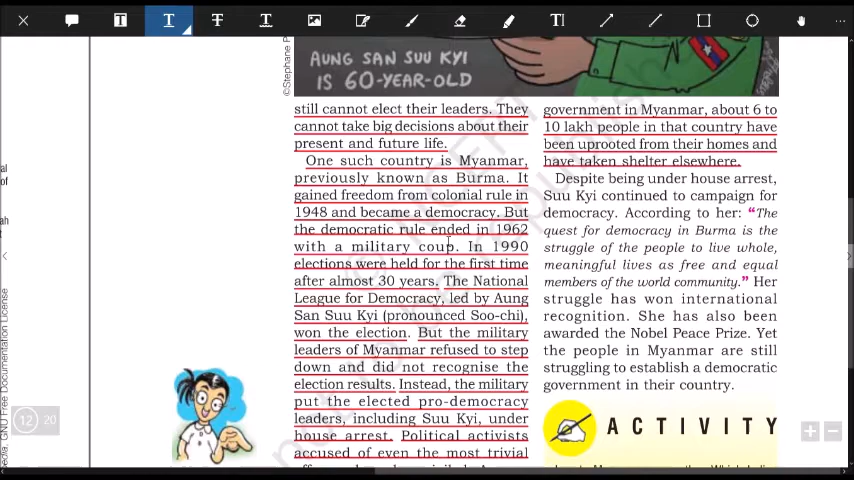 AUNG SAN SUU KYI
IS 60-YEAR-OLD
still cannot elect their leaders. They
cannot take big decisions about their
present and future life.
One such country is Myanmar,
previously known as Burma. It
gained freedom from colonial rule in
1948 and became a democracy. But
the democratic rule ended in 1962
with a military coup. In 1990
elections were held for the first time
after almost 30 years. The National
League for Democracy, led by Aung
San Suu Kyi (pronounced Soo-chi),
won the election. But the military
leaders of Myanmar refused to step
down and did not recognise the
election results. Instead, the military
put the elected pro-democracy
leaders, including Suu Kyi, under
house arrest. Political activists
accused of even the most trivial
government in Myanmar, about 6 to
10 lakh people in that country have
been uprooted from their homes and
have taken shelter elsewhere.
Despite being under house arrest,
Suu Kyi continued to campaign for
democracy. According to her: “The
quest for democracy in Burma is the
struggle of the people to live whole,
meaningful lives as free and equal
members of the world community.” Her
struggle has won international
recognition. She has also been
awarded the Nobel Peace Prize. Yet
the people in Myanmar are still
struggling to establish a democratic
government in their country.
ACTIVITY
©Stephane P
GNU Free Documentation License
12 20